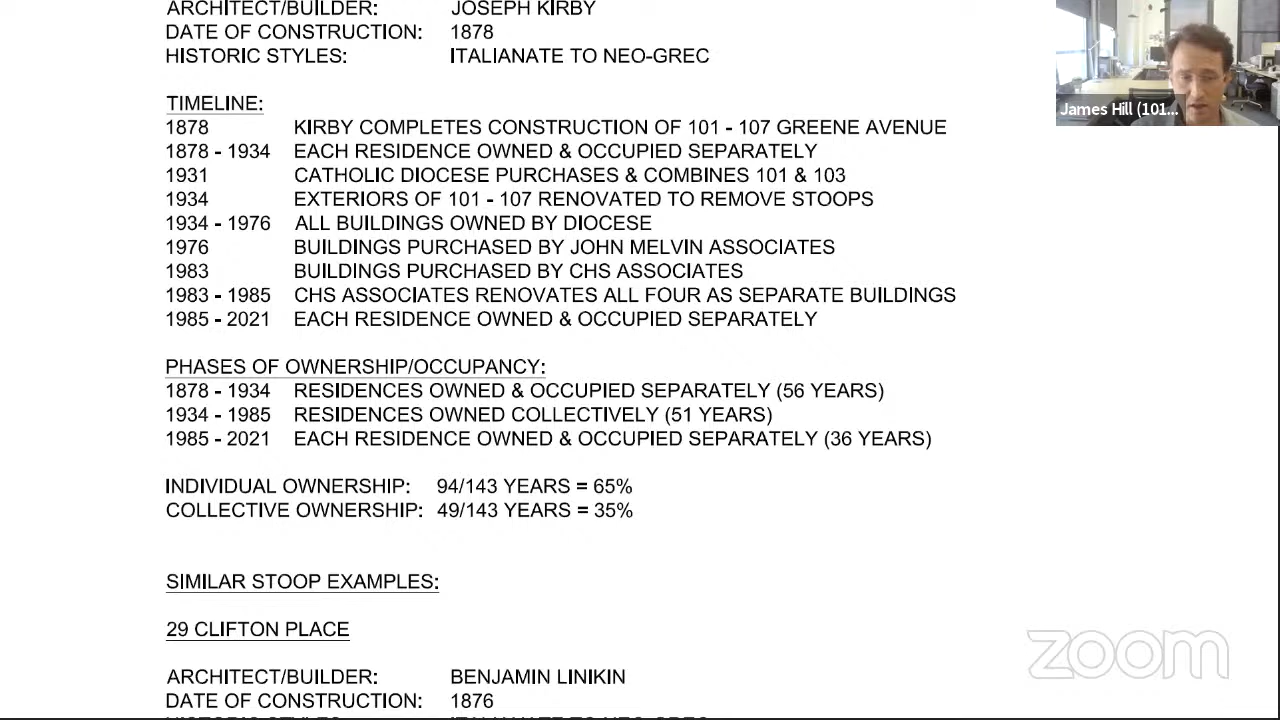 ARCHITECT/BUILDER: JOSEPH KIRBY
DATE OF CONSTRUCTION: 1878
HISTORIC STYLES: ITALIANATE TO NEO-GREC
TIMELINE:
1878 KIRBY COMPLETES CONSTRUCTION OF 101 - 107 GREENE AVENUE
1878 - 1934 EACH RESIDENCE OWNED & OCCUPIED SEPARATELY
1931 CATHOLIC DIOCESE PURCHASES & COMBINES 101 & 103
1934 EXTERIORS OF 101 - 107 RENOVATED TO REMOVE STOOPS
1934 - 1976 ALL BUILDINGS OWNED BY DIOCESE
1976 BUILDINGS PURCHASED BY JOHN MELVIN ASSOCIATES
1983 BUILDINGS PURCHASED BY CHS ASSOCIATES
1983 - 1985 CHS ASSOCIATES RENOVATES ALL FOUR AS SEPARATE BUILDINGS
1985 - 2021 EACH RESIDENCE OWNED & OCCUPIED SEPARATELY
PHASES OF OWNERSHIP/OCCUPANCY:
1878 - 1934 RESIDENCES OWNED & OCCUPIED SEPARATELY (56 YEARS)
1934 - 1985 RESIDENCES OWNED COLLECTIVELY (51 YEARS)
1985 - 2021 EACH RESIDENCE OWNED & OCCUPIED SEPARATELY (36 YEARS)
INDIVIDUAL OWNERSHIP: 94/143 YEARS = 65%
COLLECTIVE OWNERSHIP: 49/143 YEARS = 35%
SIMILAR STOOP EXAMPLES:
29 CLIFTON PLACE
ARCHITECT/BUILDER: BENJAMIN LINIKIN
DATE OF CONSTRUCTION: 1876
James Hill (101...
zoom